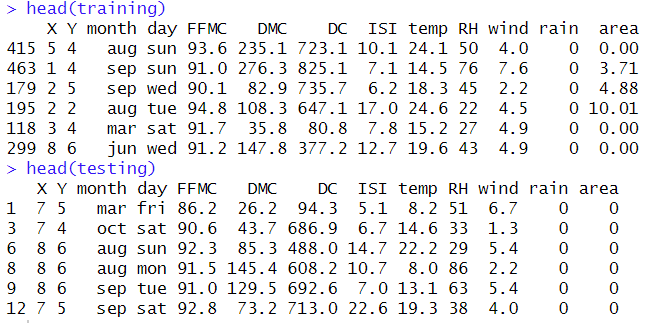 > head(training)
X Y month day FFMC DMC DC ISI temp RH wind rain area
415 5 4 aug sun 93.6 235.1 723.1 10.1 24.1 50 4.0 0 0.00
463 1 4 sep sun 91.0 276.3 825.1 7.1 14.5 76 7.6 0 3.71
179 2 5 sep wed 90.1 82.9 735.7 6.2 18.3 45 2.2 0 4.88
195 2 2 aug tue 94.8 108.3 647.1 17.0 24.6 22 4.5 0 10.01
118 3 4 mar sat 91.7 35.8 80.8 7.8 15.2 27 4.9 0 0.00
299 8 6 jun wed 91.2 147.8 377.2 12.7 19.6 43 4.9 0 0.00
> head(testing)
X Y month day FFMC DMC DC ISI temp RH wind rain area
1 7 5 mar fri 86.2 26.2 94.3 5.1 8.2 51 6.7 0 0
3 7 4 oct sat 90.6 43.7 686.9 6.7 14.6 33 1.3 0 0
6 8 6 aug sun 92.3 85.3 488.0 14.7 22.2 29 5.4 0 0
8 8 6 aug mon 91.5 145.4 608.2 10.7 8.0 86 2.2 0 0
9 8 6 sep tue 91.0 129.5 692.6 7.0 13.1 63 5.4 0 0
12 7 5 sep sat 92.8 73.2 713.0 22.6 19.3 38 4.0 0 0